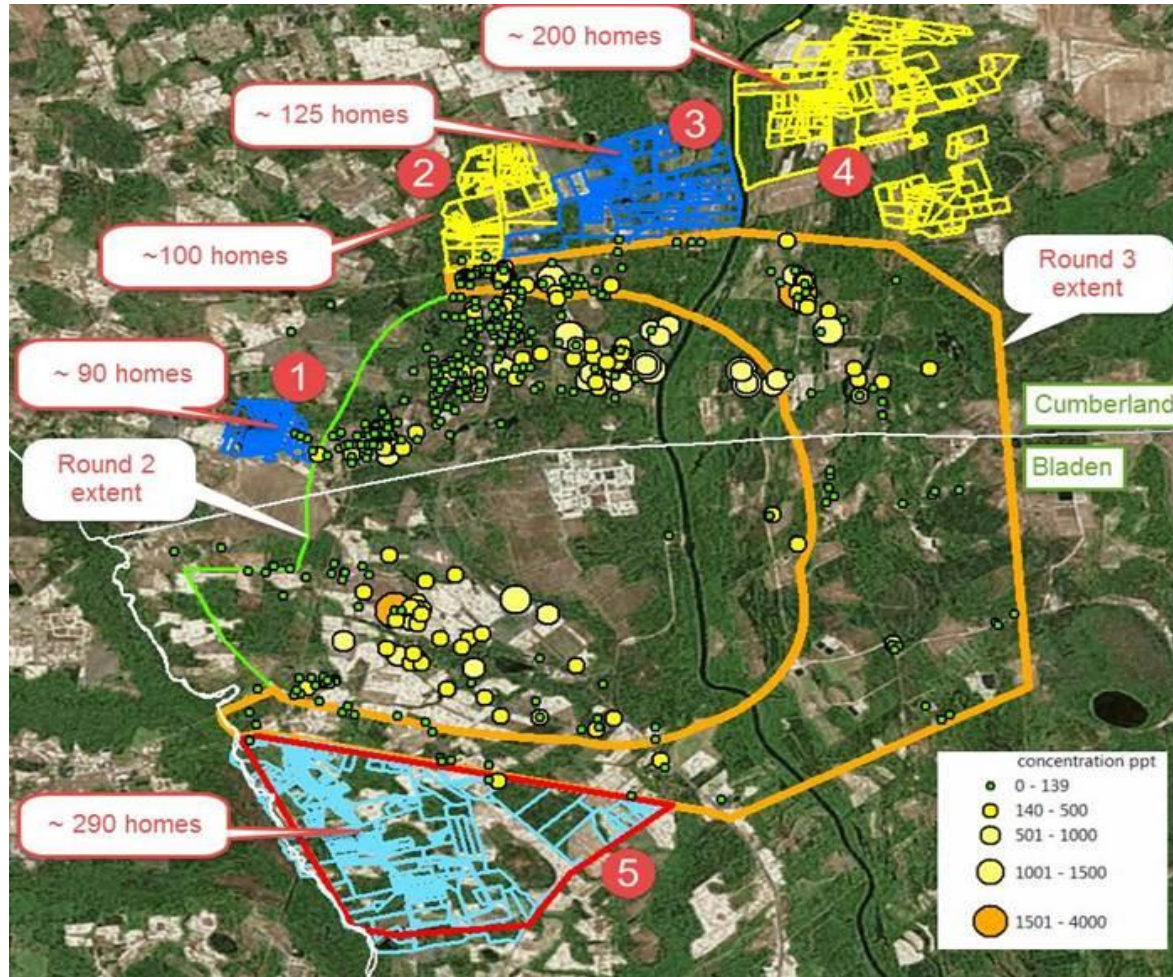 ~ 200 homes
~ 125 homes
3
2
4
~100 homes
Round 3
extent
1
~ 90 homes
Cumberland
Round 2
extent
Bladen
concentration ppt
0 - 139
140 - 500
501 - 1000
1001 - 1500
1501 - 4000
~ 290 homes
5